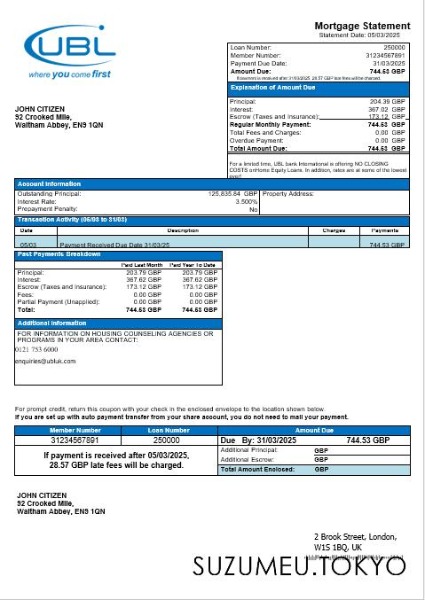 UBL
where you come first
Mortgage Statement
Statement Date: 05/03/2025
Loan Number: 250000
Member Number: 31234567891
Payment Due Date: 31/03/2025
Amount Due: 744.53 GBP
If payment is received after 31/03/2025, 28.57 GBP late fees will be charged.
JOHN CITIZEN
92 Crooked Mile,
Waltham Abbey, EN9 1QN
Explanation of Amount Due
Principal: 204.39 GBP
Interest: 367.02 GBP
Escrow (Taxes and Insurance): 173.12 GBP
Regular Monthly Payment: 744.53 GBP
Total Fees and Charges: 0.00 GBP
Overdue Payment: 0.00 GBP
Total Amount Due: 744.53 GBP
For a limited time, UBL bank International is offering NO CLOSING
COSTS on Home Equity Loans. In addition, rates are at some of the lowest
Account Information
Outstanding Principal: 125,835.84 GBP Property Address:
Interest Rate: 3.500%
Prepayment Penalty: No
Transaction Activity (06/03 to 31/03)
Date Description Charges Payments
05/03 Payment Received Due Date 31/03/25 744.53 GBP
Past Payments Breakdown
Paid Last Month Paid Year To Date
Principal: 203.79 GBP 203.79 GBP
Interest: 367.62 GBP 367.62 GBP
Escrow (Taxes and Insurance): 173.12 GBP 173.12 GBP
Fees: 0.00 GBP 0.00 GBP
Partial Payment (Unapplied): 0.00 GBP 0.00 GBP
Total: 744.53 GBP 744.53 GBP
Additional Information
FOR INFORMATION ON HOUSING COUNSELING AGENCIES OR
PROGRAMS IN YOUR AREA CONTACT:
0121 753 6000
enquiries@ubluk.com
For prompt credit, return this coupon with your check in the enclosed envelope to the location shown below.
If you are set up with auto payment transfer from your share account, you do not need to mail your payment.
Member Number Loan Number Amount Due
31234567891 250000 Due By: 31/03/2025 744.53 GBP
If payment is received after 05/03/2025,
28.57 GBP late fees will be charged.
Additional Principal: GBP
Additional Escrow: GBP
Total Amount Enclosed: GBP
JOHN CITIZEN
92 Crooked Mile,
Waltham Abbey, EN9 1QN
2 Brook Street, London,
W1S 1BQ, UK
SUZUMEU.TOKYO